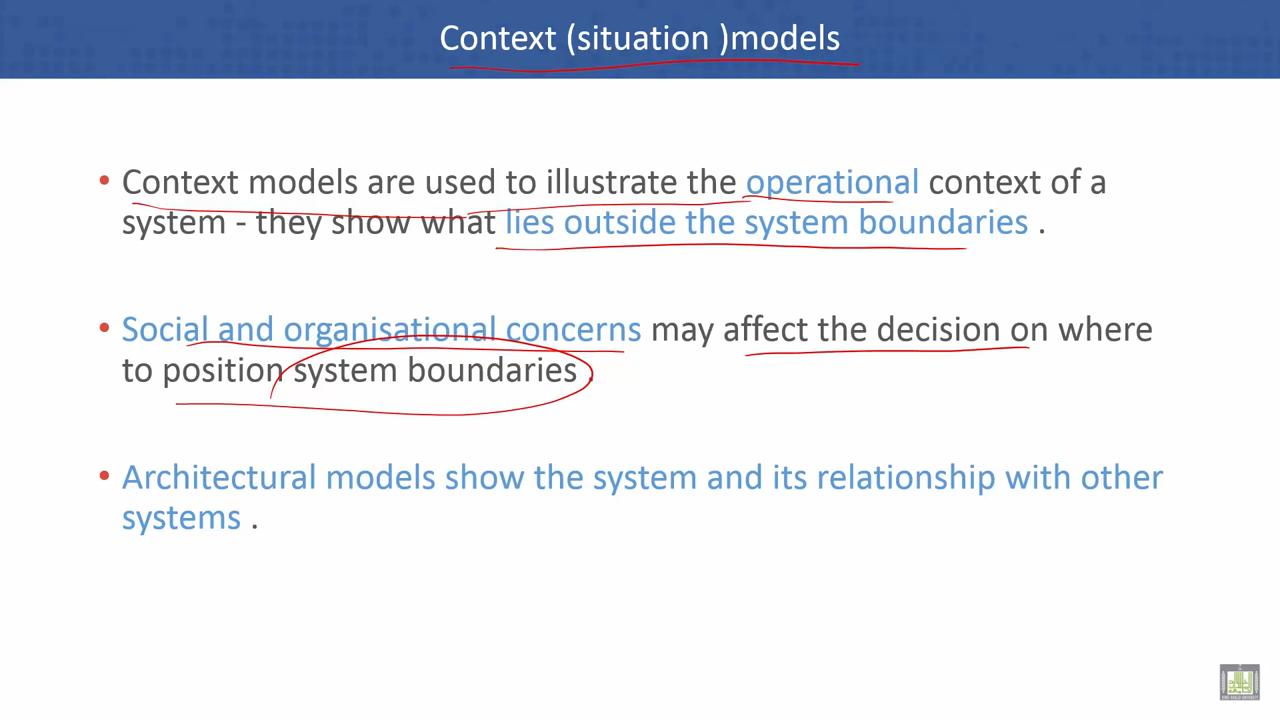 Context (situation )models
• Context models are used to illustrate the operational context of a
system - they show what lies outside the system boundaries .
• Social and organisational concerns may affect the decision on where
to position system boundaries .
• Architectural models show the system and its relationship with other
systems .